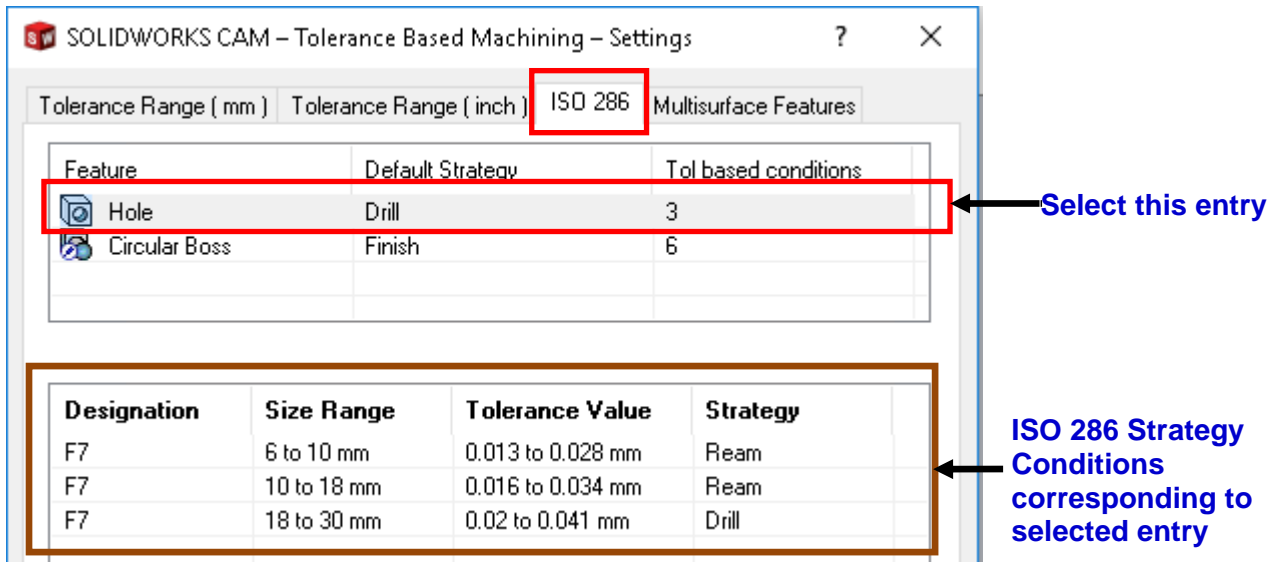 SW SOLIDWORKS CAM – Tolerance Based Machining – Settings ? ✕
Tolerance Range ( mm ) Tolerance Range ( inch ) ISO 286 Multisurface Features
Feature Default Strategy Tol based conditions
Hole Drill 3
Select this entry
Circular Boss Finish 6
Designation Size Range Tolerance Value Strategy
F7 6 to 10 mm 0.013 to 0.028 mm Ream
F7 10 to 18 mm 0.016 to 0.034 mm Ream
F7 18 to 30 mm 0.02 to 0.041 mm Drill
ISO 286 Strategy
Conditions
corresponding to
selected entry